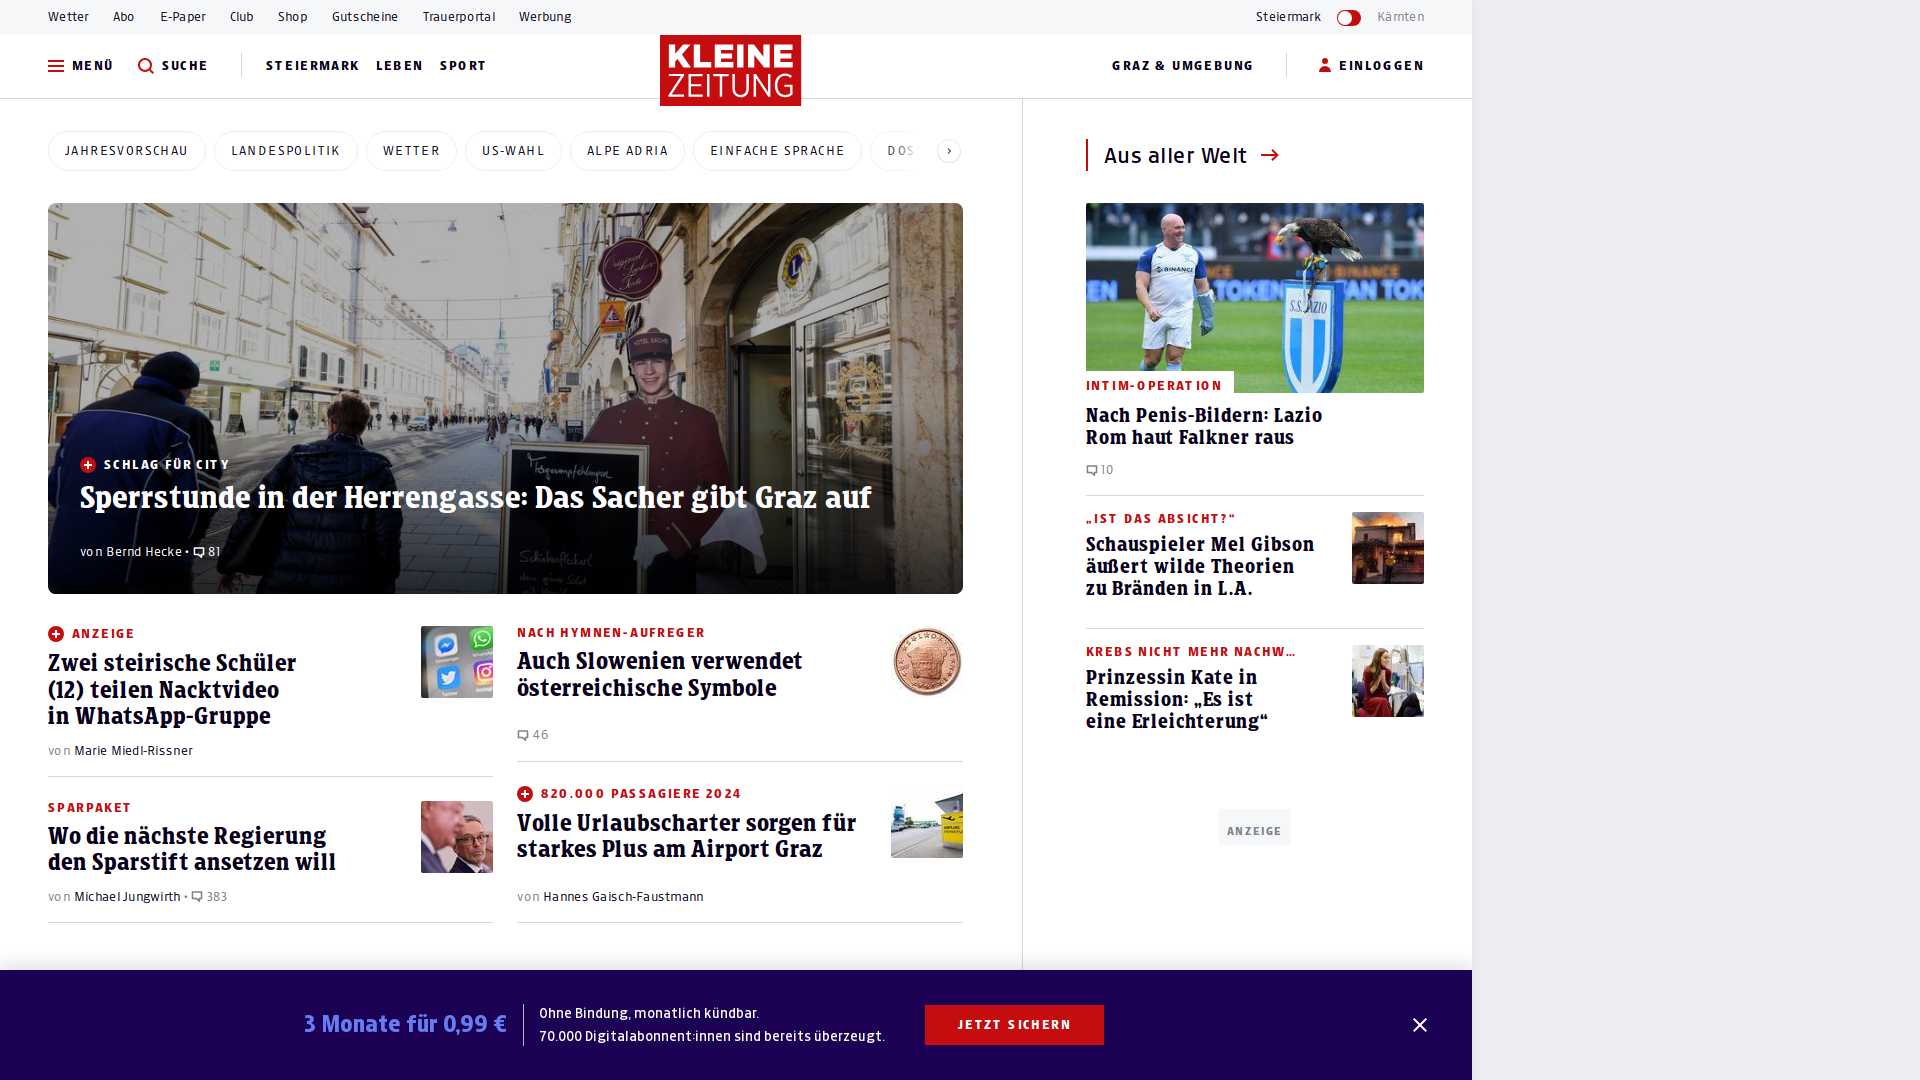 Wetter Abo E-Paper Club Shop Gutscheine Trauerportal Werbung Steiermark Kärnten
MENÜ SUCHE STEIERMARK LEBEN SPORT KLEINE ZEITUNG GRAZ & UMGEBUNG EINLOGGEN
JAHRESVORSCHAU LANDESPOLITIK WETTER US-WAHL ALPE ADRIA EINFACHE SPRACHE DOS
SCHLAG FÜR CITY
Sperrstunde in der Herrengasse: Das Sacher gibt Graz auf
von Bernd Hecke • 81
ANZEIGE
Zwei steirische Schüler
(12) teilen Nacktvideo
in WhatsApp-Gruppe
von Marie Miedl-Rissner
SPARPAKET
Wo die nächste Regierung
den Sparstift ansetzen will
von Michael Jungwirth • 383
NACH HYMNEN-AUFREGER
Auch Slowenien verwendet
österreichische Symbole
46
820.000 PASSAGIERE 2024
Volle Urlaubscharter sorgen für
starkes Plus am Airport Graz
von Hannes Gaisch-Faustmann
Aus aller Welt
BINANCE
S.S. LAZIO
INTIM-OPERATION
Nach Penis-Bildern: Lazio
Rom haut Falkner raus
10
„IST DAS ABSICHT?“
Schauspieler Mel Gibson
äußert wilde Theorien
zu Bränden in L.A.
KREBS NICHT MEHR NACHW...
Prinzessin Kate in
Remission: „Es ist
eine Erleichterung“
ANZEIGE
3 Monate für 0,99 €
Ohne Bindung, monatlich kündbar.
70.000 Digitalabonnent:innen sind bereits überzeugt.
JETZT SICHERN